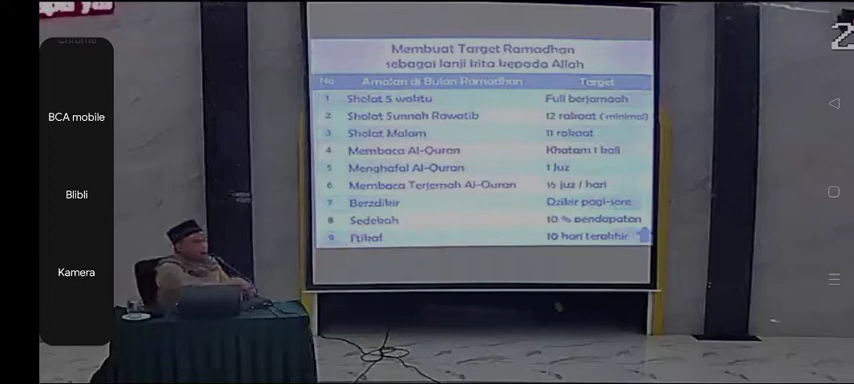 BCA mobile
Blibli
Kamera
Membuat Target Ramadhan
sebagai Janji kita kepada Allah
No Amalan di Bulan Ramadhan Target
1 Sholat 5 waktu Full berjamaah
2 Sholat Sunnah Rawatib 12 rakaat (minimal)
3 Sholat Malam 11 rakaat
4 Membaca Al-Quran Khatam 1 kali
5 Menghafal Al-Quran 1 Juz
6 Membaca Terjemah Al-Quran ½ juz / hari
7 Berzdikir Dzikir pagi-sore
8 Sedekah 10 % pendapatan
9 I'tikaf 10 hari terakhir